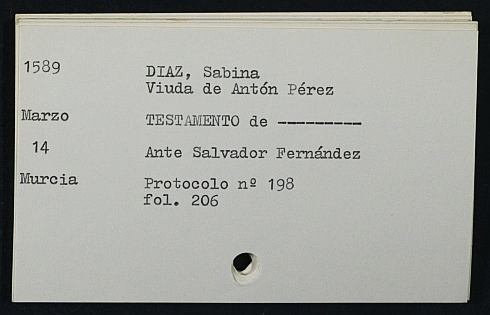 1589 DIAZ, Sabina
Viuda de Antón Pérez
Marzo TESTAMENTO de ---------
14 Ante Salvador Fernández
Murcia Protocolo nº 198
fol. 206